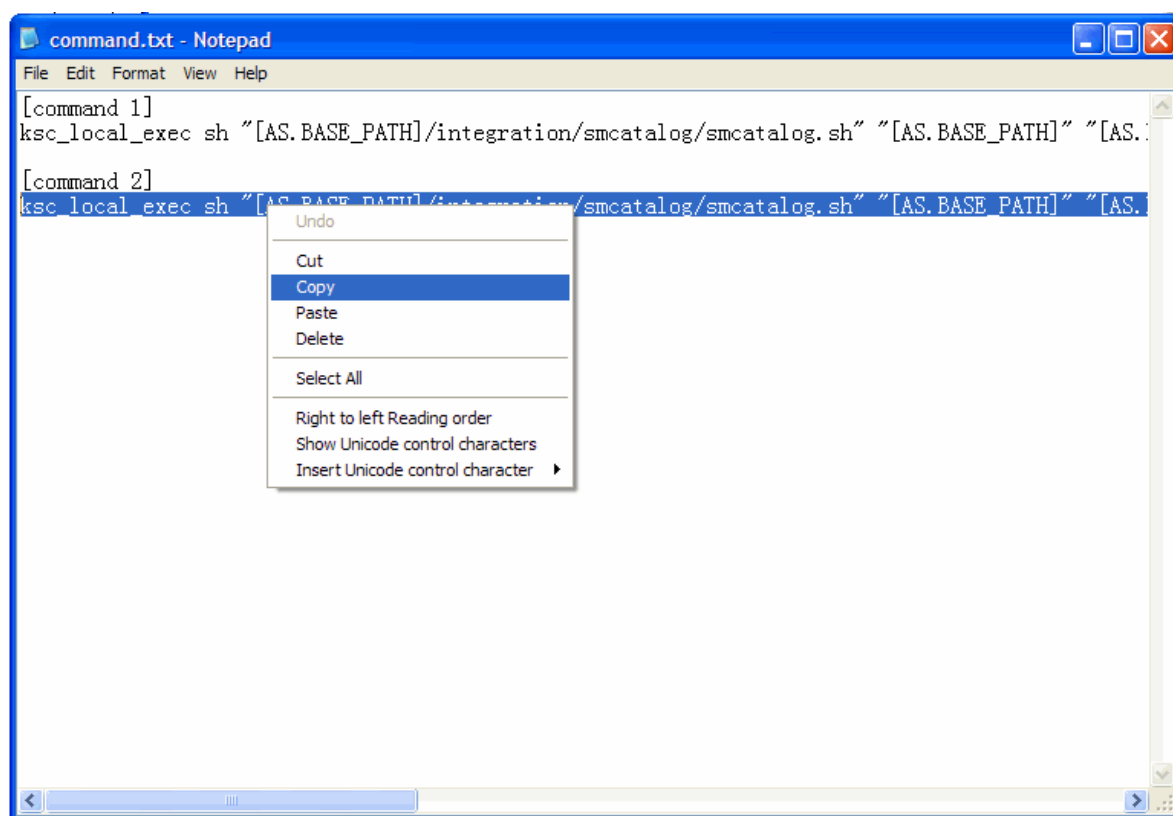 command.txt - Notepad
File Edit Format View Help
[command 1]
ksc_local_exec sh "[AS.BASE_PATH]/integration/smcatalog/smcatalog.sh" "[AS.BASE_PATH]" "[AS.
[command 2]
ksc_local_exec sh "[AS.BASE_PATH]/integration/smcatalog/smcatalog.sh" "[AS.BASE_PATH]" "[AS.
Undo
Cut
Copy
Paste
Delete
Select All
Right to left Reading order
Show Unicode control characters
Insert Unicode control character